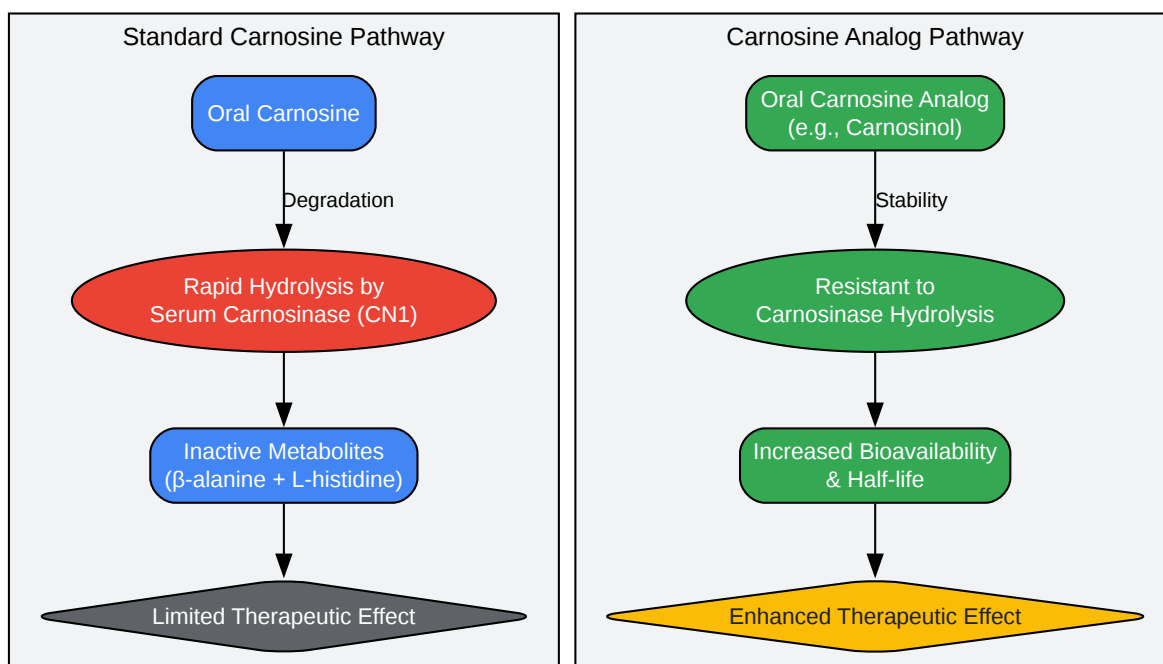 Standard Carnosine Pathway
Oral Carnosine
Degradation
Rapid Hydrolysis by
Serum Carnosinase (CN1)
Inactive Metabolites
(β-alanine + L-histidine)
Limited Therapeutic Effect
Carnosine Analog Pathway
Oral Carnosine Analog
(e.g., Carnosinol)
Stability
Resistant to
Carnosinase Hydrolysis
Increased Bioavailability
& Half-life
Enhanced Therapeutic Effect